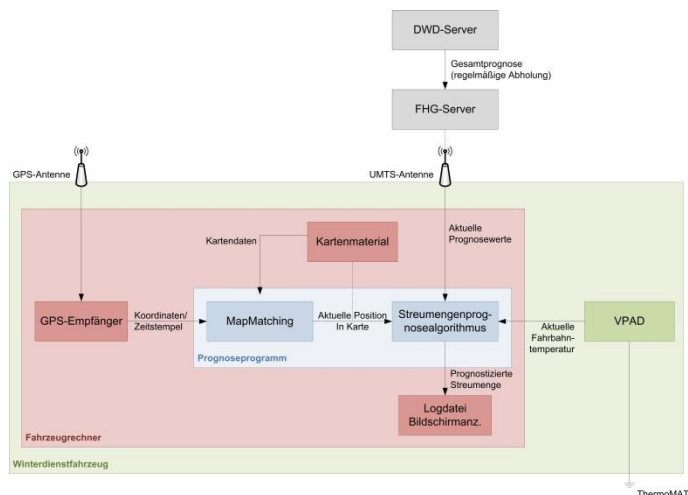 DWD-Server
Gesamtprognose
(regelmäßige Abholung)
FHG-Server
GPS-Antenne
UMTS-Antenne
Kartendaten
Kartenmaterial
Aktuelle
Prognosewerte
GPS-Empfänger
Koordinaten/
Zeitstempel
MapMatching
Aktuelle Position
In Karte
Streumengenprog-
nosealgorithmus
Aktuelle
Fahrbahn-
temperatur
VPAD
Prognoseprogramm
Prognostizierte
Streumenge
Logdatei
Bildschirmanz.
Fahrzeugrechner
Winterdienstfahrzeug
ThermoMAT